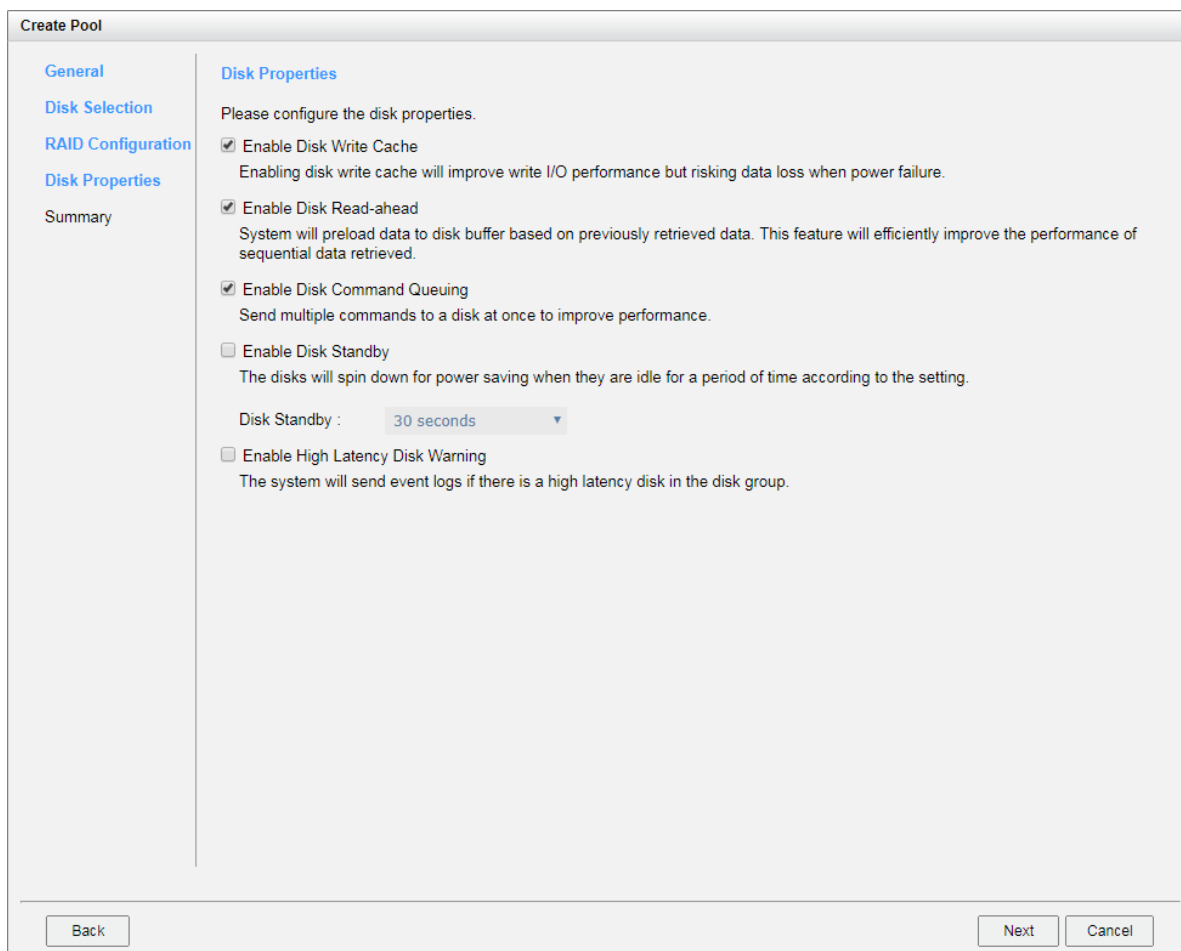 Create Pool
General
Disk Selection
RAID Configuration
Disk Properties
Summary
Disk Properties
Please configure the disk properties.
Enable Disk Write Cache
Enabling disk write cache will improve write I/O performance but risking data loss when power failure.
Enable Disk Read-ahead
System will preload data to disk buffer based on previously retrieved data. This feature will efficiently improve the performance of
sequential data retrieved.
Enable Disk Command Queuing
Send multiple commands to a disk at once to improve performance.
Enable Disk Standby
The disks will spin down for power saving when they are idle for a period of time according to the setting.
Disk Standby : 30 seconds
Enable High Latency Disk Warning
The system will send event logs if there is a high latency disk in the disk group.
Back Next Cancel